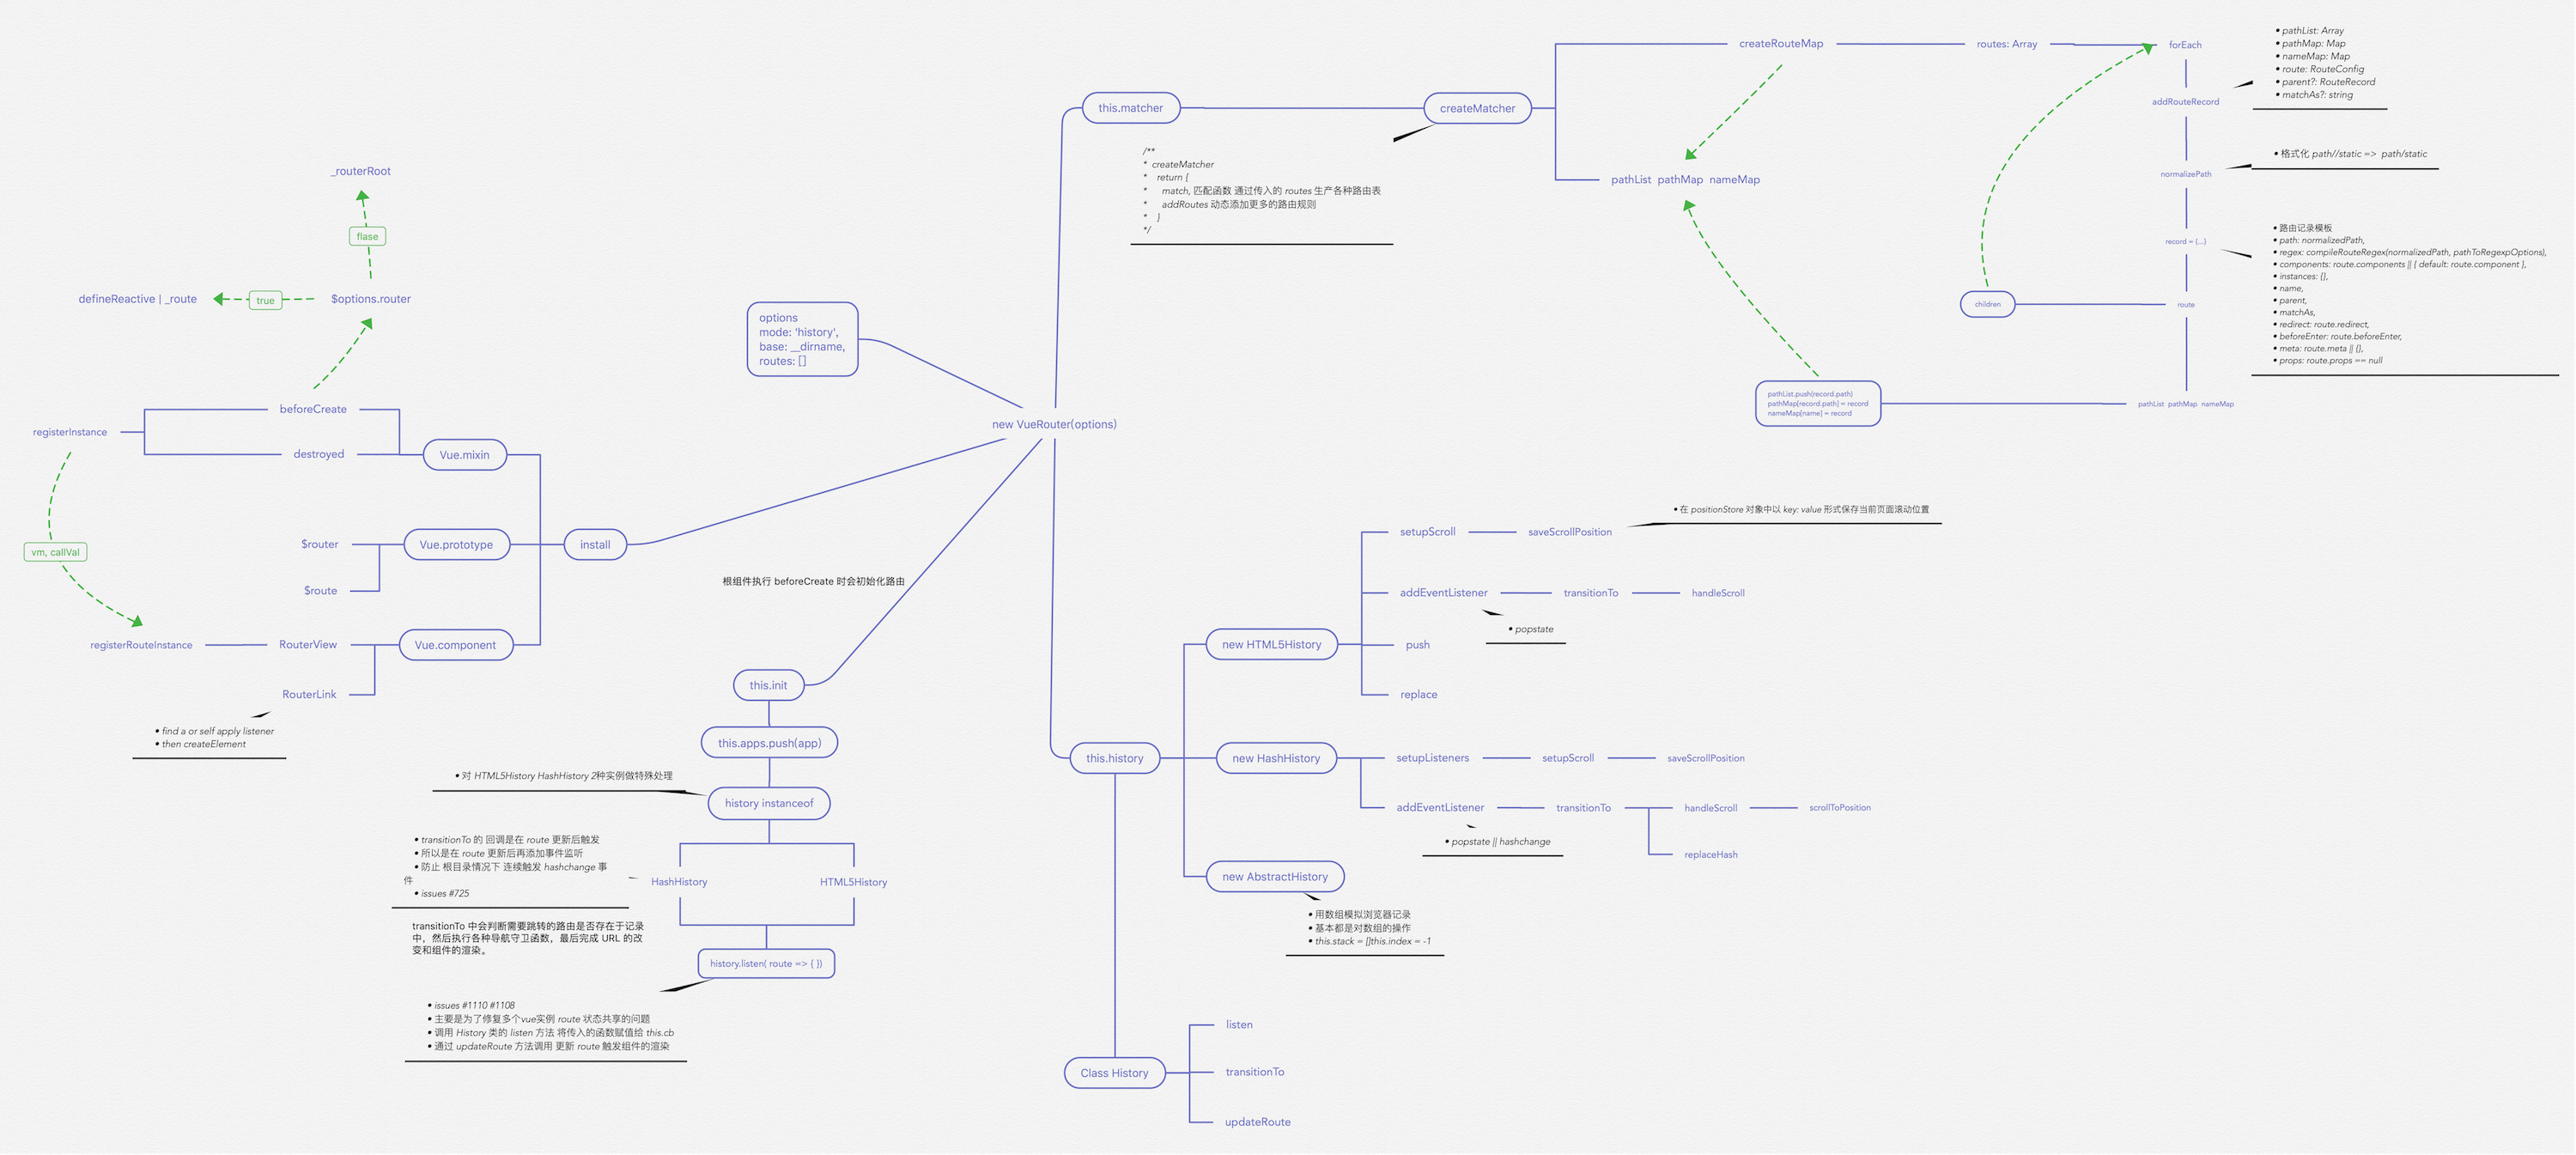 _routerRoot
flase
defineReactive | _route
true
$options.router
beforeCreate
registerInstance
destroyed
Vue.mixin
$router
Vue.prototype
install
vm, callVal
$route
registerRouteInstance
RouterView
Vue.component
RouterLink
• find a or self apply listener
• then createElement
options
mode: 'history',
base: __dirname,
routes: []
new VueRouter(options)
根组件执行 beforeCreate 时会初始化路由
this.init
this.apps.push(app)
• 对 HTML5History HashHistory 2种实例做特殊处理
history instanceof
• transitionTo 的 回调是在 route 更新后触发
• 所以是在 route 更新后再添加事件监听
• 防止 根目录情况下 连续触发 hashchange 事
件
• issues #725
HashHistory
HTML5History
transitionTo 中会判断需要跳转的路由是否存在于记录
中，然后执行各种导航守卫函数，最后完成 URL 的改
变和组件的渲染。
history.listen( route => { })
• issues #1110 #1108
• 主要是为了修复多个vue实例 route 状态共享的问题
• 调用 History 类的 listen 方法 将传入的函数赋值给 this.cb
• 通过 updateRoute 方法调用 更新 route 触发组件的渲染
this.matcher
createMatcher
/**
* createMatcher
* return {
* match, 匹配函数 通过传入的 routes 生产各种路由表
* addRoutes 动态添加更多的路由规则
* }
*/
createRouteMap
routes: Array
forEach
pathList pathMap nameMap
• pathList: Array
• pathMap: Map
• nameMap: Map
• route: RouteConfig
• parent?: RouteRecord
• matchAs?: string
addRouteRecord
• 格式化 path//static => path/static
normalizePath
• 路由记录模板
• path: normalizedPath,
• regex: compileRouteRegex(normalizedPath, pathToRegexpOptions),
• components: route.components || { default: route.component },
• instances: {},
• name,
• parent,
• matchAs,
• redirect: route.redirect,
• beforeEnter: route.beforeEnter,
• meta: route.meta || {},
• props: route.props == null
record = {...}
children
route
pathList.push(record.path)
pathMap[record.path] = record
nameMap[name] = record
pathList pathMap nameMap
• 在 positionStore 对象中以 key: value 形式保存当前页面滚动位置
setupScroll
saveScrollPosition
addEventListener
transitionTo
handleScroll
• popstate
new HTML5History
push
replace
this.history
new HashHistory
setupListeners
setupScroll
saveScrollPosition
addEventListener
transitionTo
handleScroll
scrollToPosition
• popstate || hashchange
replaceHash
new AbstractHistory
• 用数组模拟浏览器记录
• 基本都是对数组的操作
• this.stack = []this.index = -1
listen
Class History
transitionTo
updateRoute